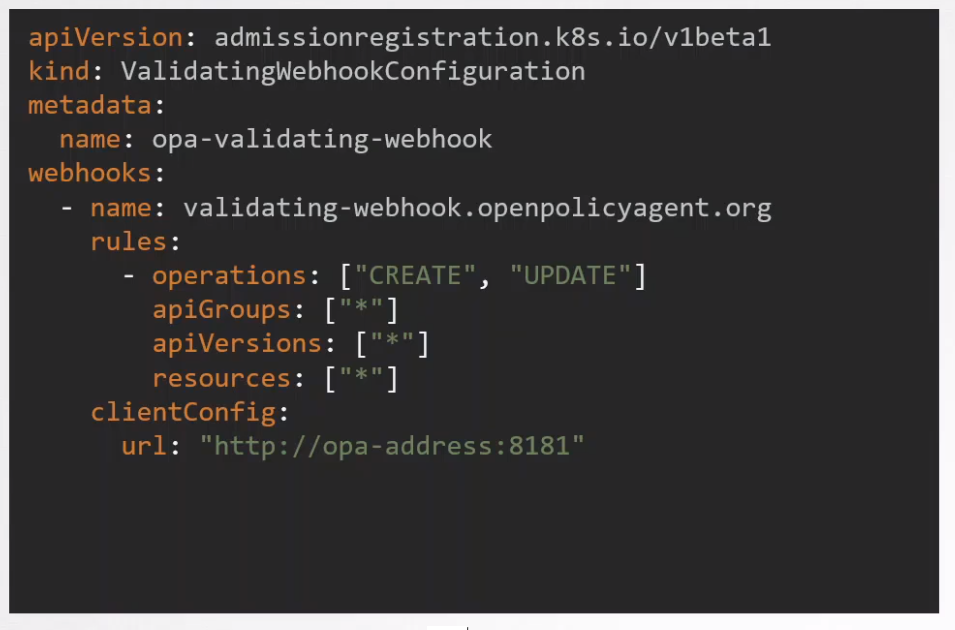 apiVersion: admissionregistration.k8s.io/v1beta1
kind: ValidatingWebhookConfiguration
metadata:
  name: opa-validating-webhook
webhooks:
  - name: validating-webhook.openpolicyagent.org
    rules:
      - operations: ["CREATE", "UPDATE"]
        apiGroups: ["*"]
        apiVersions: ["*"]
        resources: ["*"]
    clientConfig:
      url: "http://opa-address:8181"